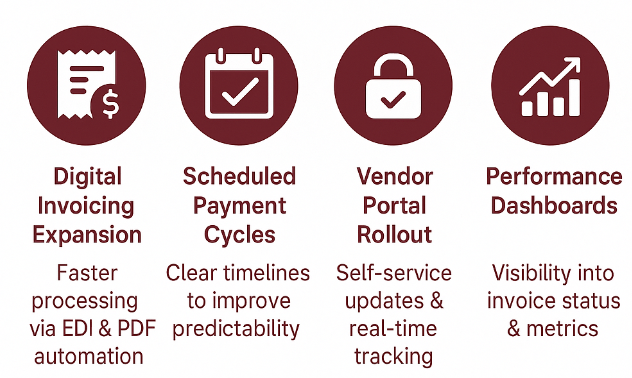 $
Digital
Invoicing
Expansion
Faster
processing
via EDI & PDF
automation
Scheduled
Payment
Cycles
Clear timelines
to improve
predictability
Vendor
Portal
Rollout
Self-service
updates &
real-time
tracking
Performance
Dashboards
Visibility into
invoice status
& metrics